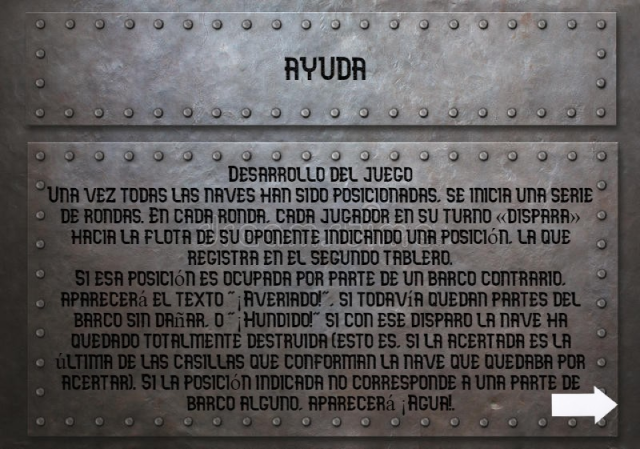 AYUDA
DESARROLLO DEL JUEGO
UNA VEZ TODAS LAS NAVES HAN SIDO POSICIONADAS, SE INICIA UNA SERIE
DE RONDAS. EN CADA RONDA, CADA JUGADOR EN SU TURNO «DISPARA»
HACIA LA FLOTA DE SU OPONENTE INDICANDO UNA POSICIÓN, LA QUE
REGISTRA EN EL SEGUNDO TABLERO.
SI ESA POSICIÓN ES OCUPADA POR PARTE DE UN BARCO CONTRARIO,
APARECERÁ EL TEXTO "¡AVERIADO!", SI TODAVÍA QUEDAN PARTES DEL
BARCO SIN DAÑAR, O "¡HUNDIDO!" SI CON ESE DISPARO LA NAVE HA
QUEDADO TOTALMENTE DESTRUIDA (ESTO ES, SI LA ACERTADA ES LA
ÚLTIMA DE LAS CASILLAS QUE CONFORMAN LA NAVE QUE QUEDABA POR
ACERTAR). SI LA POSICIÓN INDICADA NO CORRESPONDE A UNA PARTE DE
BARCO ALGUNO, APARECERÁ ¡AGUA!.